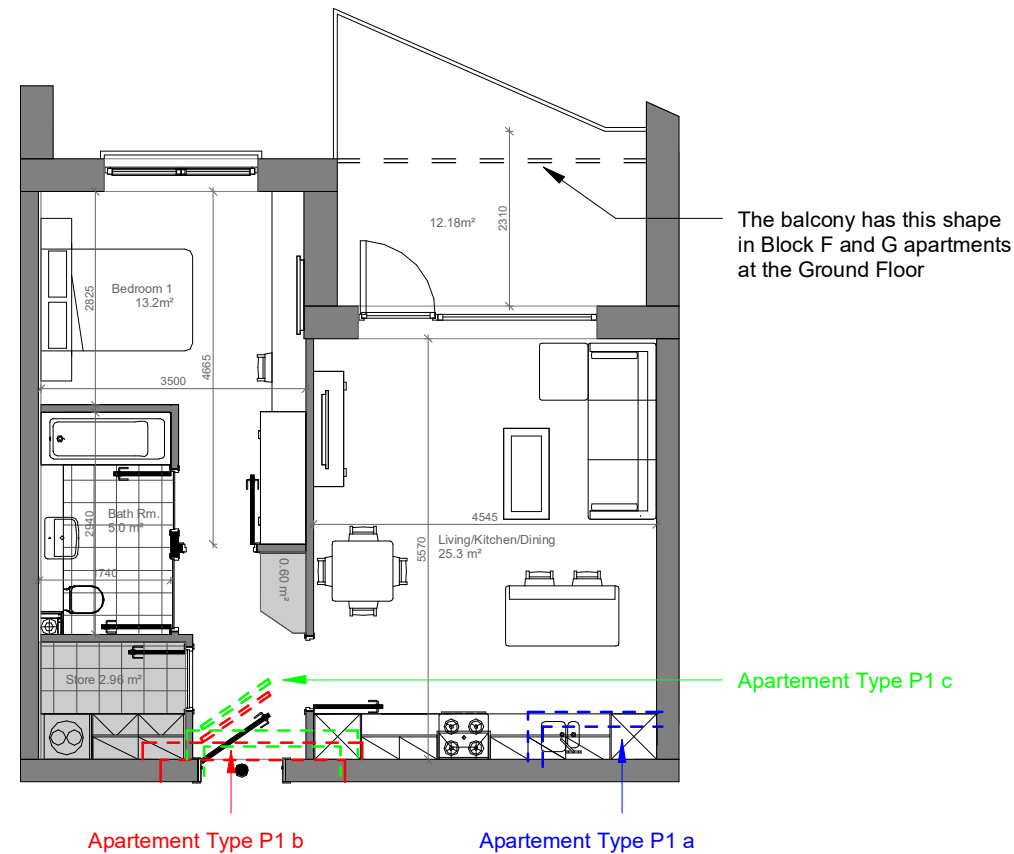 12.18m²
2310
The balcony has this shape
in Block F and G apartments
at the Ground Floor
Bedroom 1
13.2m²
2825
4665
3500
4545
Living/Kitchen/Dining
25.3 m²
5570
Bath Rm.
5.0 m²
2940
1740
0.60 m²
Store 2.96 m²
Apartement Type P1 c
Apartement Type P1 b
Apartement Type P1 a